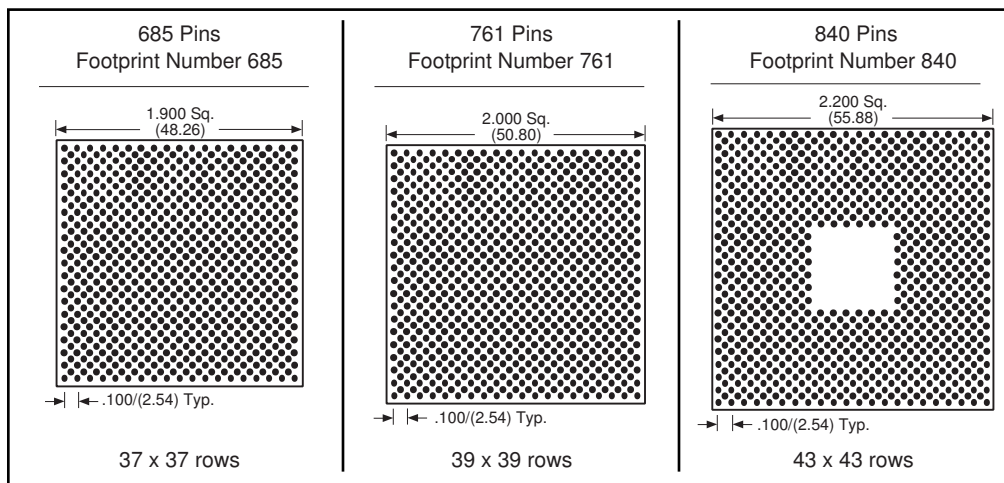 685 Pins
Footprint Number 685
1.900 Sq.
(48.26)
.100/(2.54) Typ.
37 x 37 rows
761 Pins
Footprint Number 761
2.000 Sq.
(50.80)
.100/(2.54) Typ.
39 x 39 rows
840 Pins
Footprint Number 840
2.200 Sq.
(55.88)
.100/(2.54) Typ.
43 x 43 rows